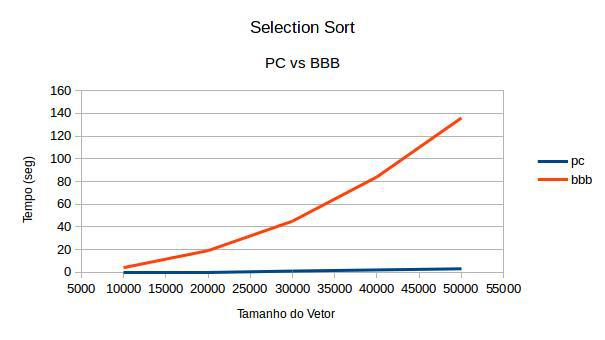 Selection Sort
PC vs BBB
160
140
120
100
80
60
40
20
0
Tempo (seg)
5000 10000 15000 20000 25000 30000 35000 40000 45000 50000 55000
Tamanho do Vetor
pc
bbb